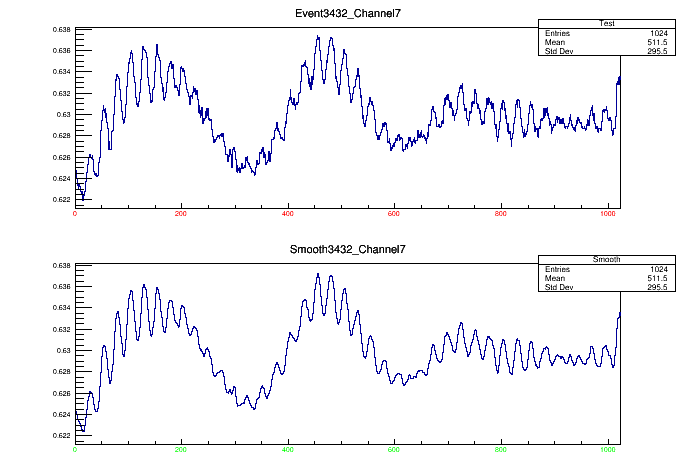 Event3432_Channel7
Test
Entries 1024
Mean 511.5
Std Dev 295.5
0.638
0.636
0.634
0.632
0.63
0.628
0.626
0.624
0.622
0 200 400 600 800 1000
Smooth3432_Channel7
Smooth
Entries 1024
Mean 511.5
Std Dev 295.5
0.638
0.636
0.634
0.632
0.63
0.628
0.626
0.624
0.622
0 200 400 600 800 1000